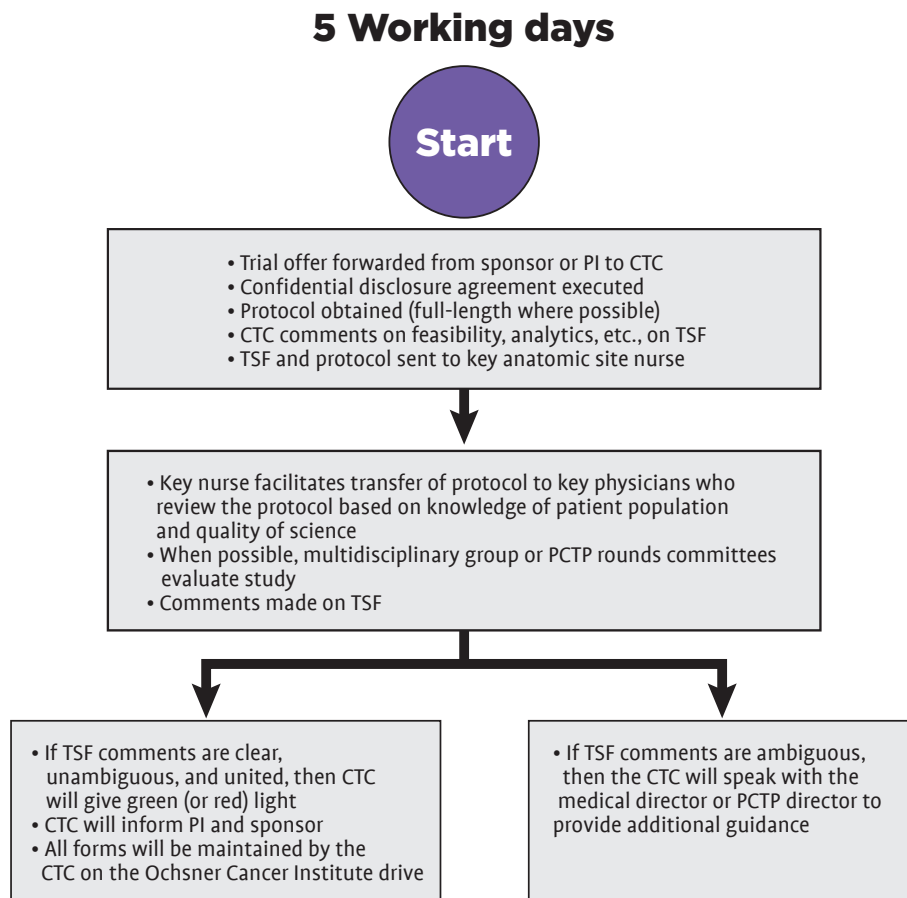 5 Working days
Start
• Trial offer forwarded from sponsor or PI to CTC
• Confidential disclosure agreement executed
• Protocol obtained (full-length where possible)
• CTC comments on feasibility, analytics, etc., on TSF
• TSF and protocol sent to key anatomic site nurse
• Key nurse facilitates transfer of protocol to key physicians who
review the protocol based on knowledge of patient population
and quality of science
• When possible, multidisciplinary group or PCTP rounds committees
evaluate study
• Comments made on TSF
• If TSF comments are clear,
unambiguous, and united, then CTC
will give green (or red) light
• CTC will inform PI and sponsor
• All forms will be maintained by the
CTC on the Ochsner Cancer Institute drive
• If TSF comments are ambiguous,
then the CTC will speak with the
medical director or PCTP director to
provide additional guidance